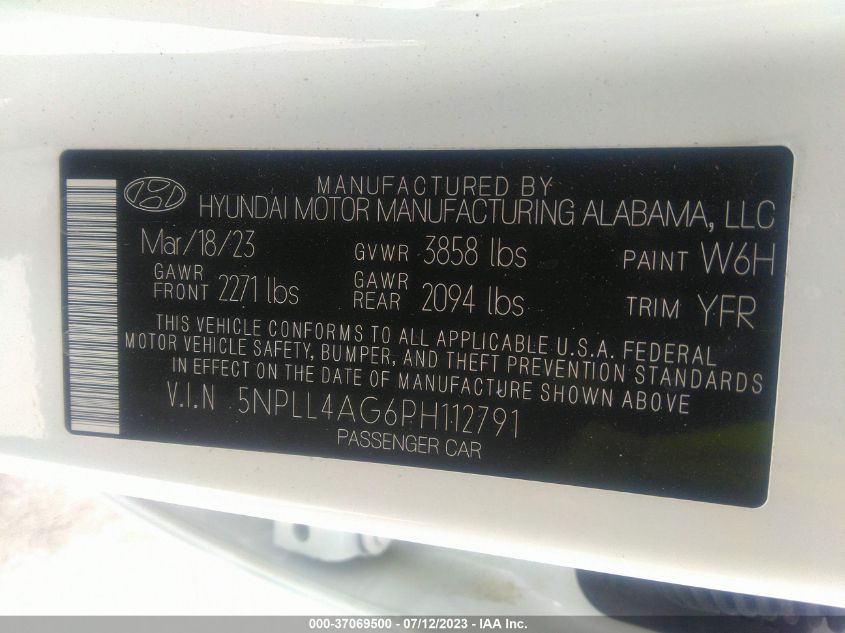 MANUFACTURED BY
HYUNDAI MOTOR MANUFACTURING ALABAMA, LLC
Mar/18/23 GVWR 3858 lbs PAINT W6H
GAWR FRONT 2271 lbs GAWR REAR 2094 lbs TRIM YFR
THIS VEHICLE CONFORMS TO ALL APPLICABLE U.S.A. FEDERAL
MOTOR VEHICLE SAFETY, BUMPER, AND THEFT PREVENTION STANDARDS
IN EFFECT ON THE DATE OF MANUFACTURE SHOWN ABOVE
V.I.N 5NPLL4AG6PH112791
PASSENGER CAR
000-37069500 - 07/12/2023 - IAA Inc.